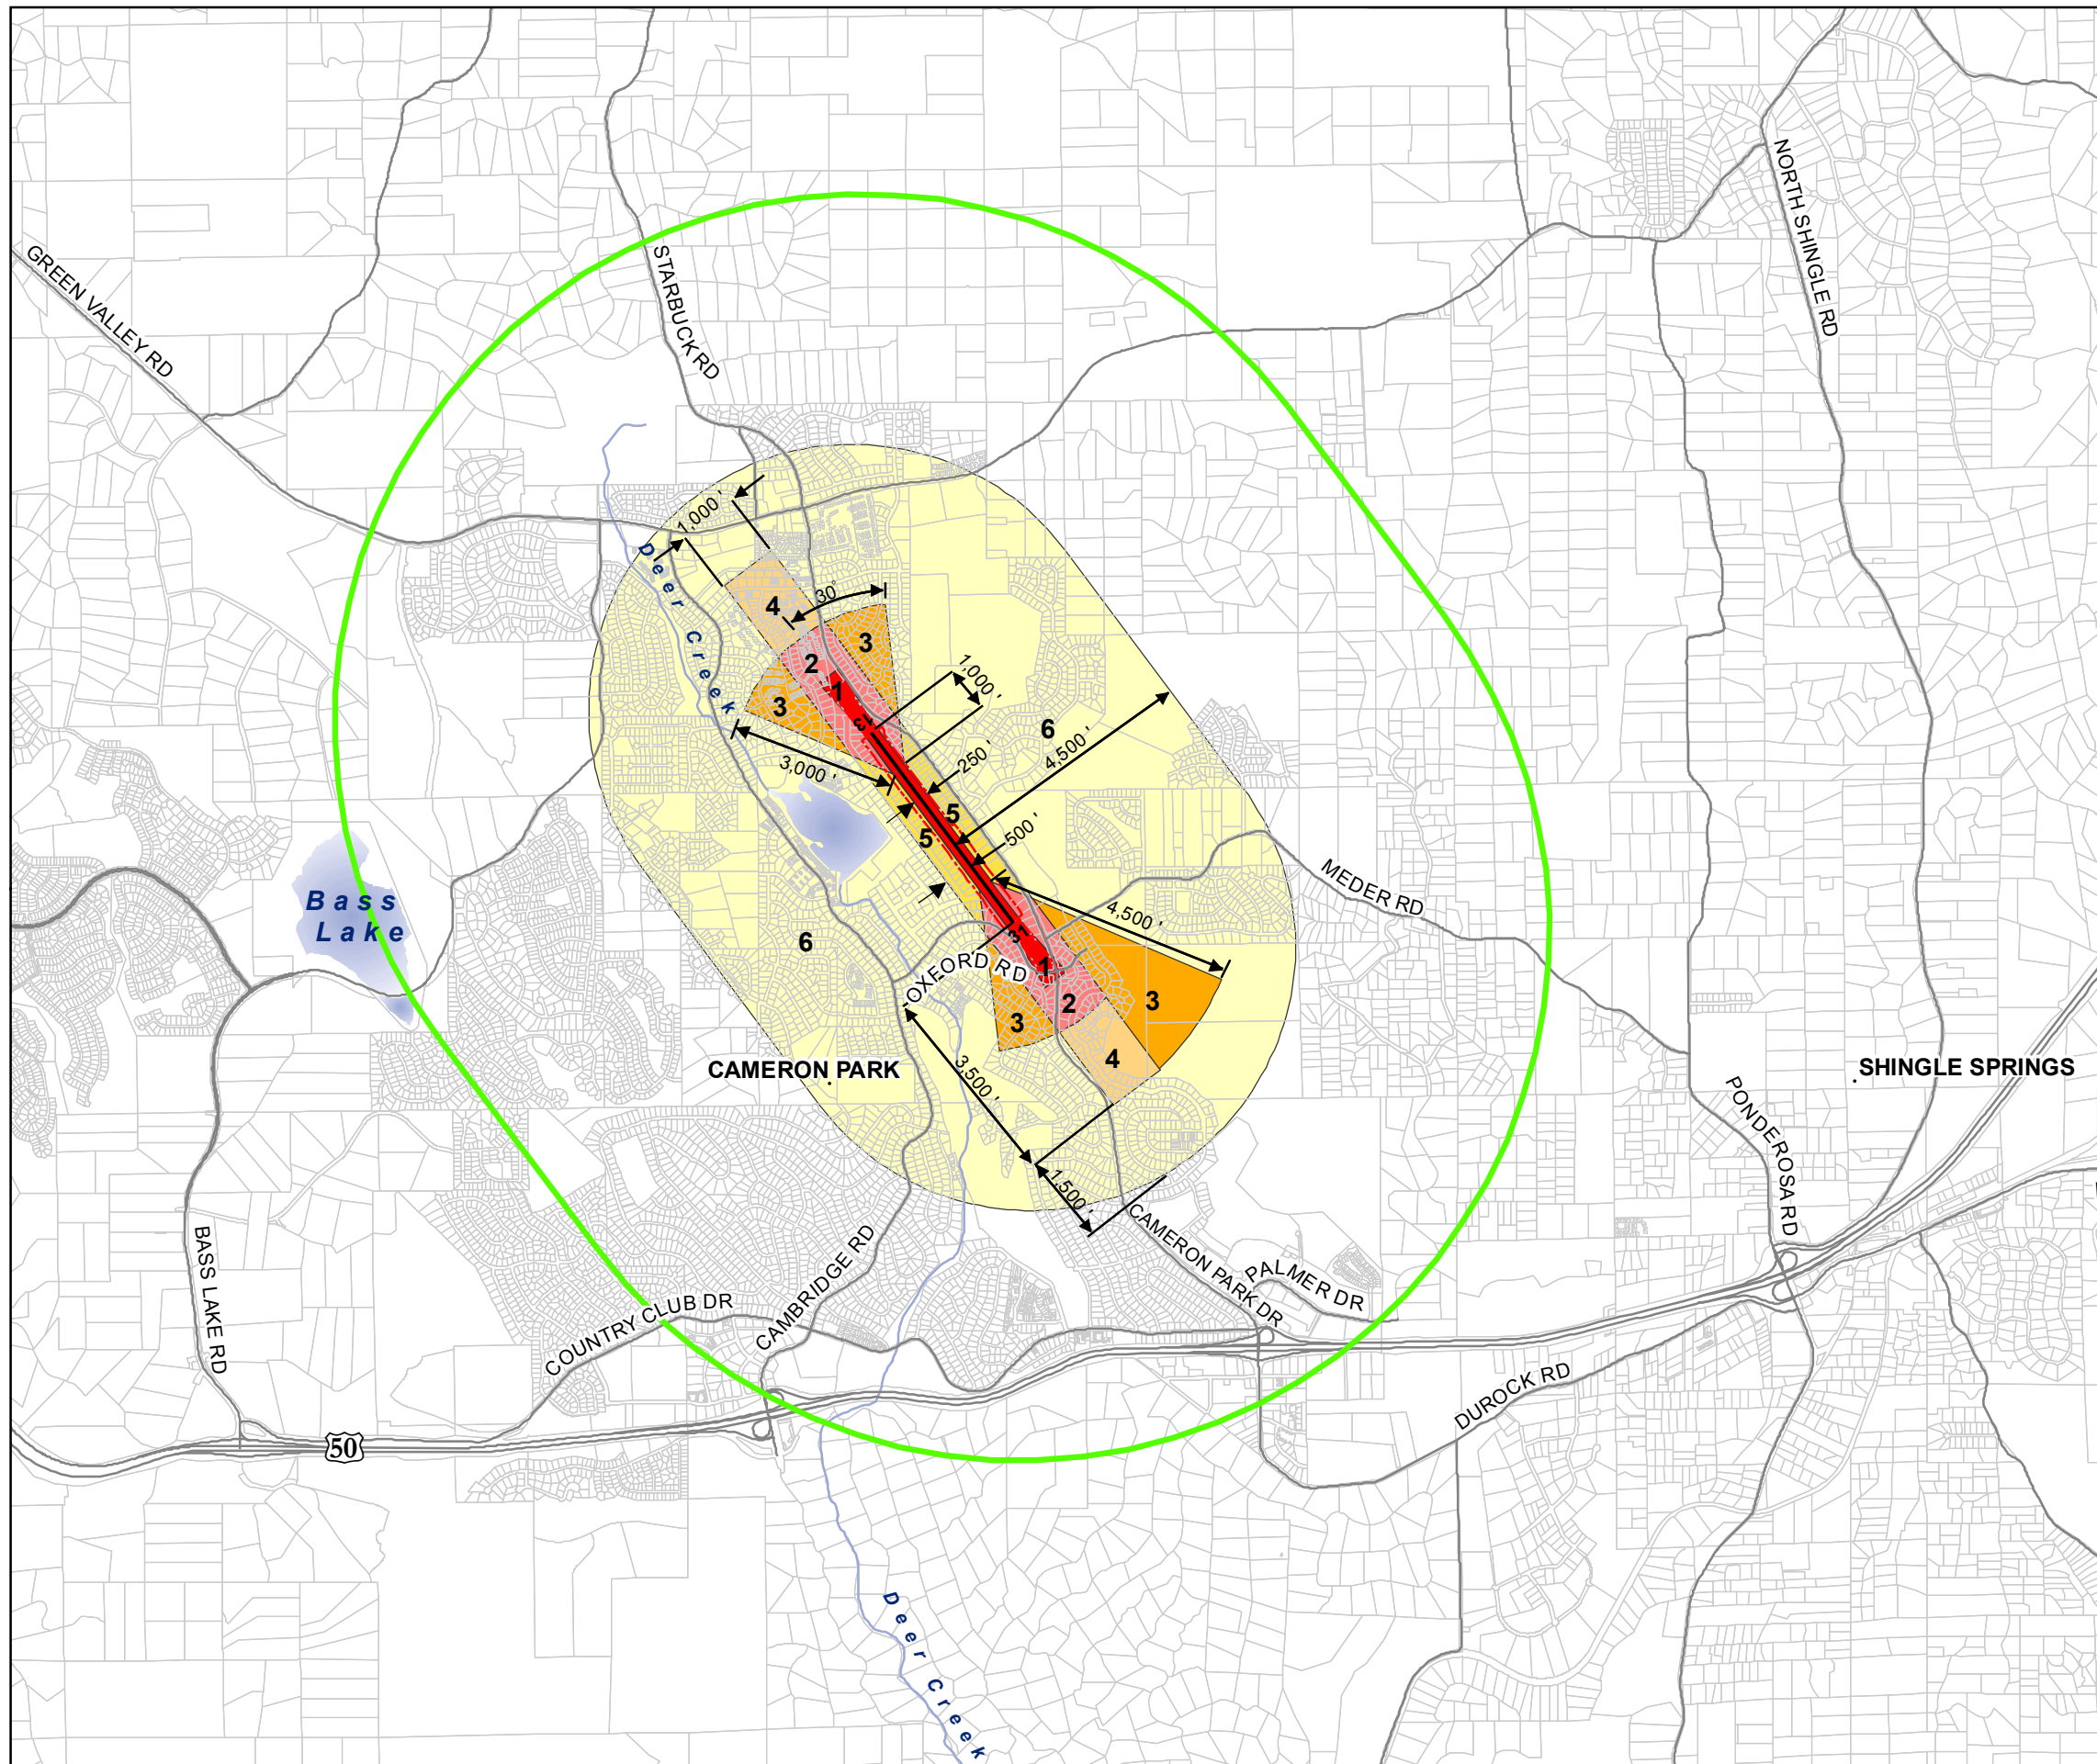 NORTH SHINGLE RD
GREEN VALLEY RD
STARBUCK RD
1,000 '
Deer Creek
4
30°
3
2
1
3
1,000 '
6
4,500 '
3,000 '
250 '
5
5
500 '
MEDER RD
Bass
Lake
4,500 '
6
OXFORD RD
1
2
3
3
4
3,500 '
CAMERON PARK
SHINGLE SPRINGS
PONDEROSA RD
1,500 '
CAMERON PARK DR
PALMER DR
BASS LAKE RD
CAMBRIDGE RD
COUNTRY CLUB DR
DUROCK RD
50
Deer Creek